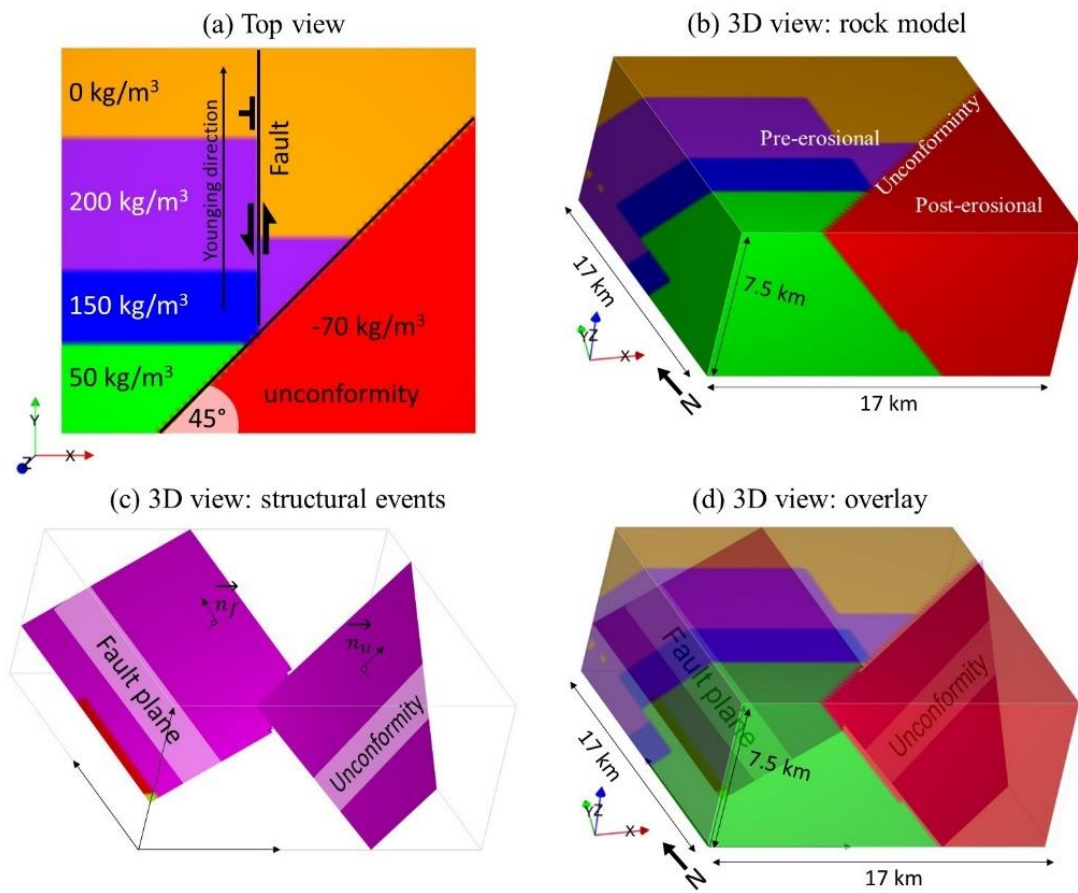 (a) Top view
0 kg/m³
Younging direction
Fault
200 kg/m³
150 kg/m³
-70 kg/m³
50 kg/m³
unconformity
45°
Y
Z
X
(b) 3D view: rock model
Pre-erosional
Unconforminty
Post-erosional
17 km
7.5 km
Y
Z
X
N
17 km
(c) 3D view: structural events
n_f
n_u
Fault plane
Unconformity
(d) 3D view: overlay
Fault plane
Unconformity
17 km
7.5 km
Y
Z
X
N
17 km